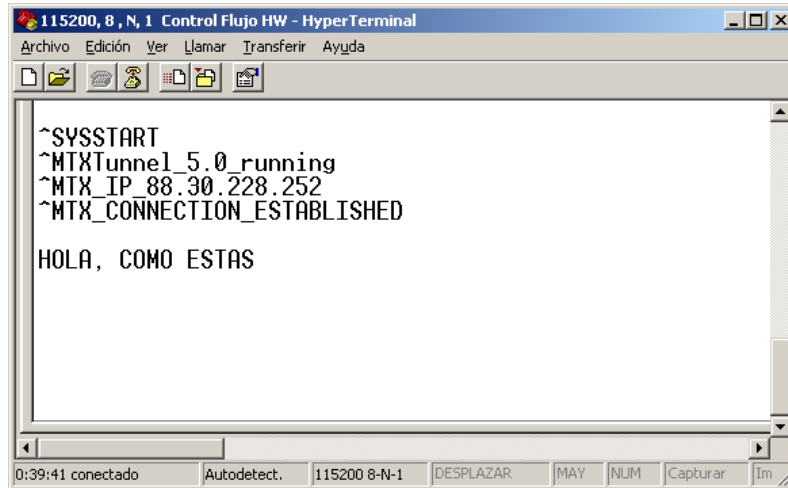 115200, 8 , N, 1 Control Flujo HW - HyperTerminal
Archivo Edición Ver Llamar Transferir Ayuda
^SYSSTART
^MTXTunnel_5.0_running
^MTX_IP_88.30.228.252
^MTX_CONNECTION_ESTABLISHED
HOLA, COMO ESTAS
0:39:41 conectado Autodetect. 115200 8-N-1 DESPLAZAR MAY NUM Capturar Im